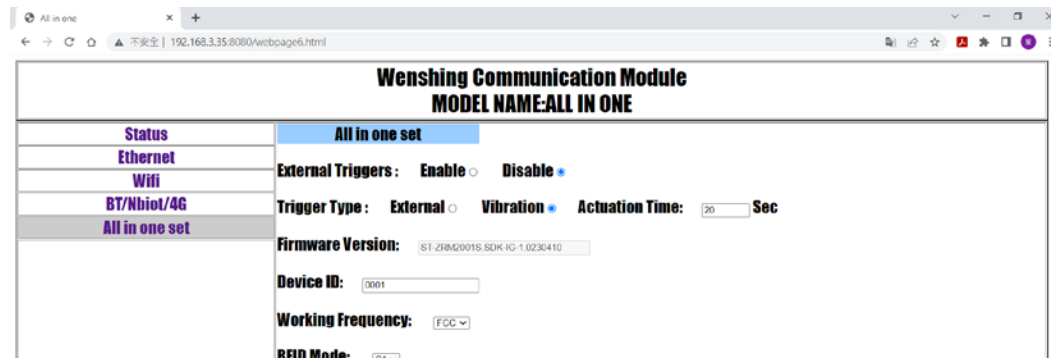 All in one
不安全 | 192.168.3.35:8080/webpage6.html
Wenshing Communication Module
MODEL NAME:ALL IN ONE
Status
Ethernet
Wifi
BT/Nbiot/4G
All in one set
All in one set
External Triggers : Enable Disable
Trigger Type : External Vibration Actuation Time: 20 Sec
Firmware Version: ST-ZRM2001S.SDK-IG-1.0230410
Device ID: 0001
Working Frequency: FCC
RFID Mode: